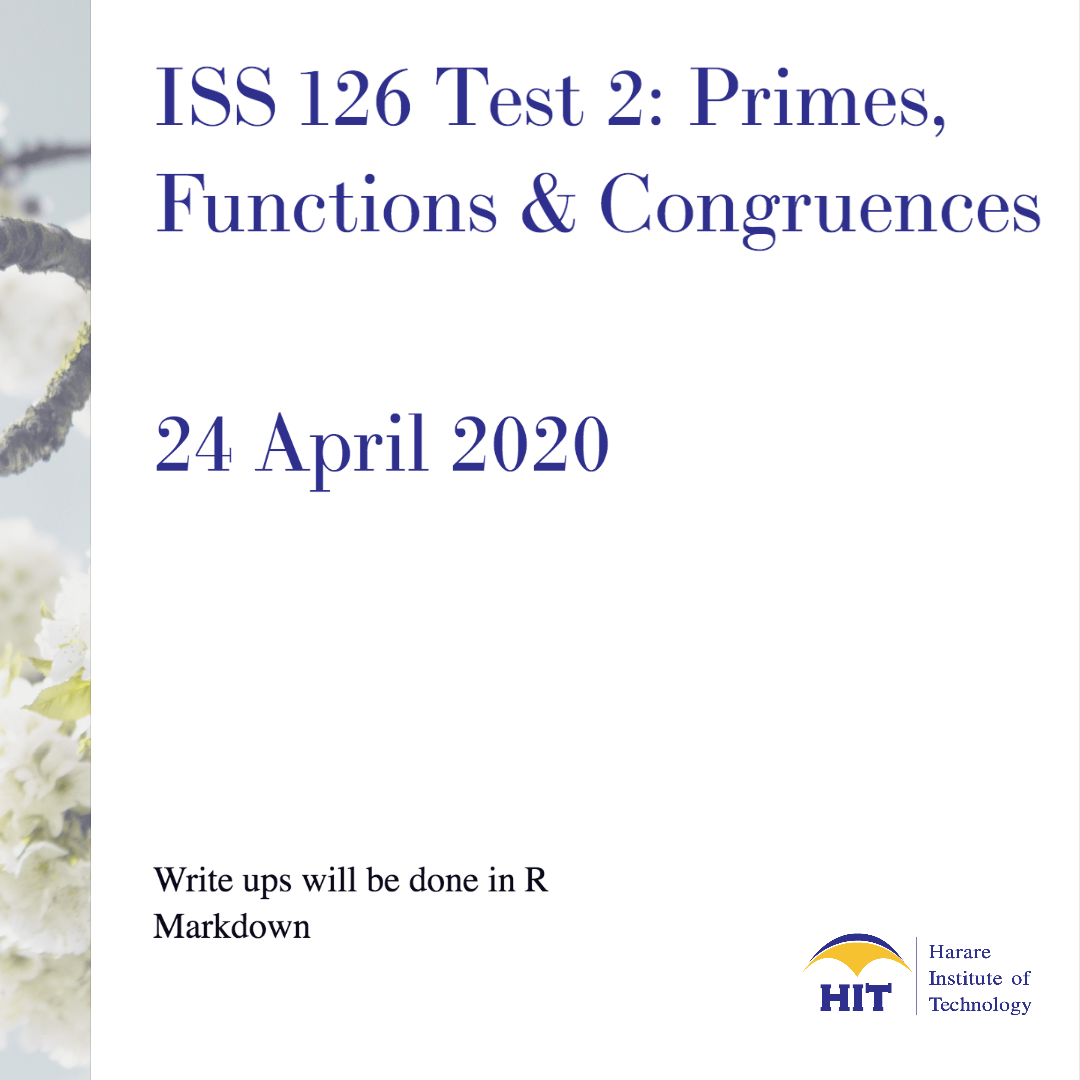 ISS 126 Test 2: Primes,
Functions & Congruences
24 April 2020
Write ups will be done in R
Markdown
HIT
Harare
Institute of
Technology